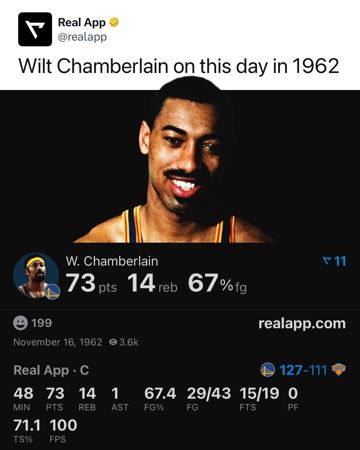 Real App
@realapp
Wilt Chamberlain on this day in 1962
W. Chamberlain
11
73 pts 14 reb 67% fg
199
realapp.com
November 16, 1962 3.6k
Real App · C
127-111
48 73 14 1 67.4 29/43 15/19 0
MIN PTS REB AST FG% FG FTS PF
71.1 100
TS% FPS